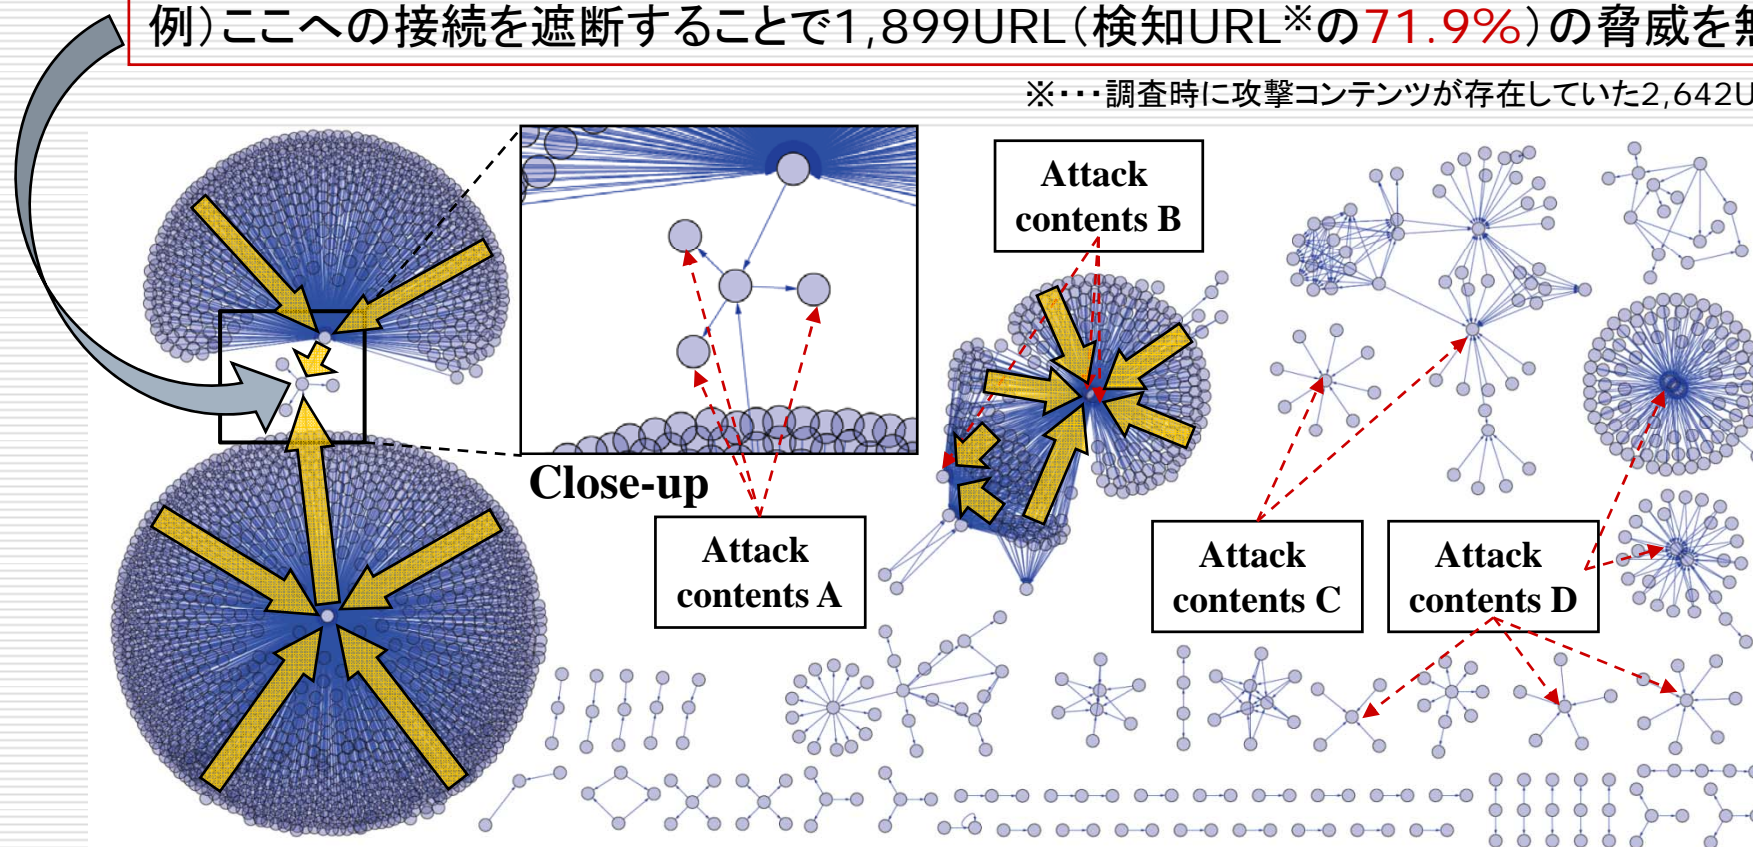 例)ここへの接続を遮断することで1,899URL(検知URL※の71.9%)の脅威を無
※・・・調査時に攻撃コンテンツが存在していた2,642U
Attack
contents B
Close-up
Attack
contents A
Attack
contents C
Attack
contents D